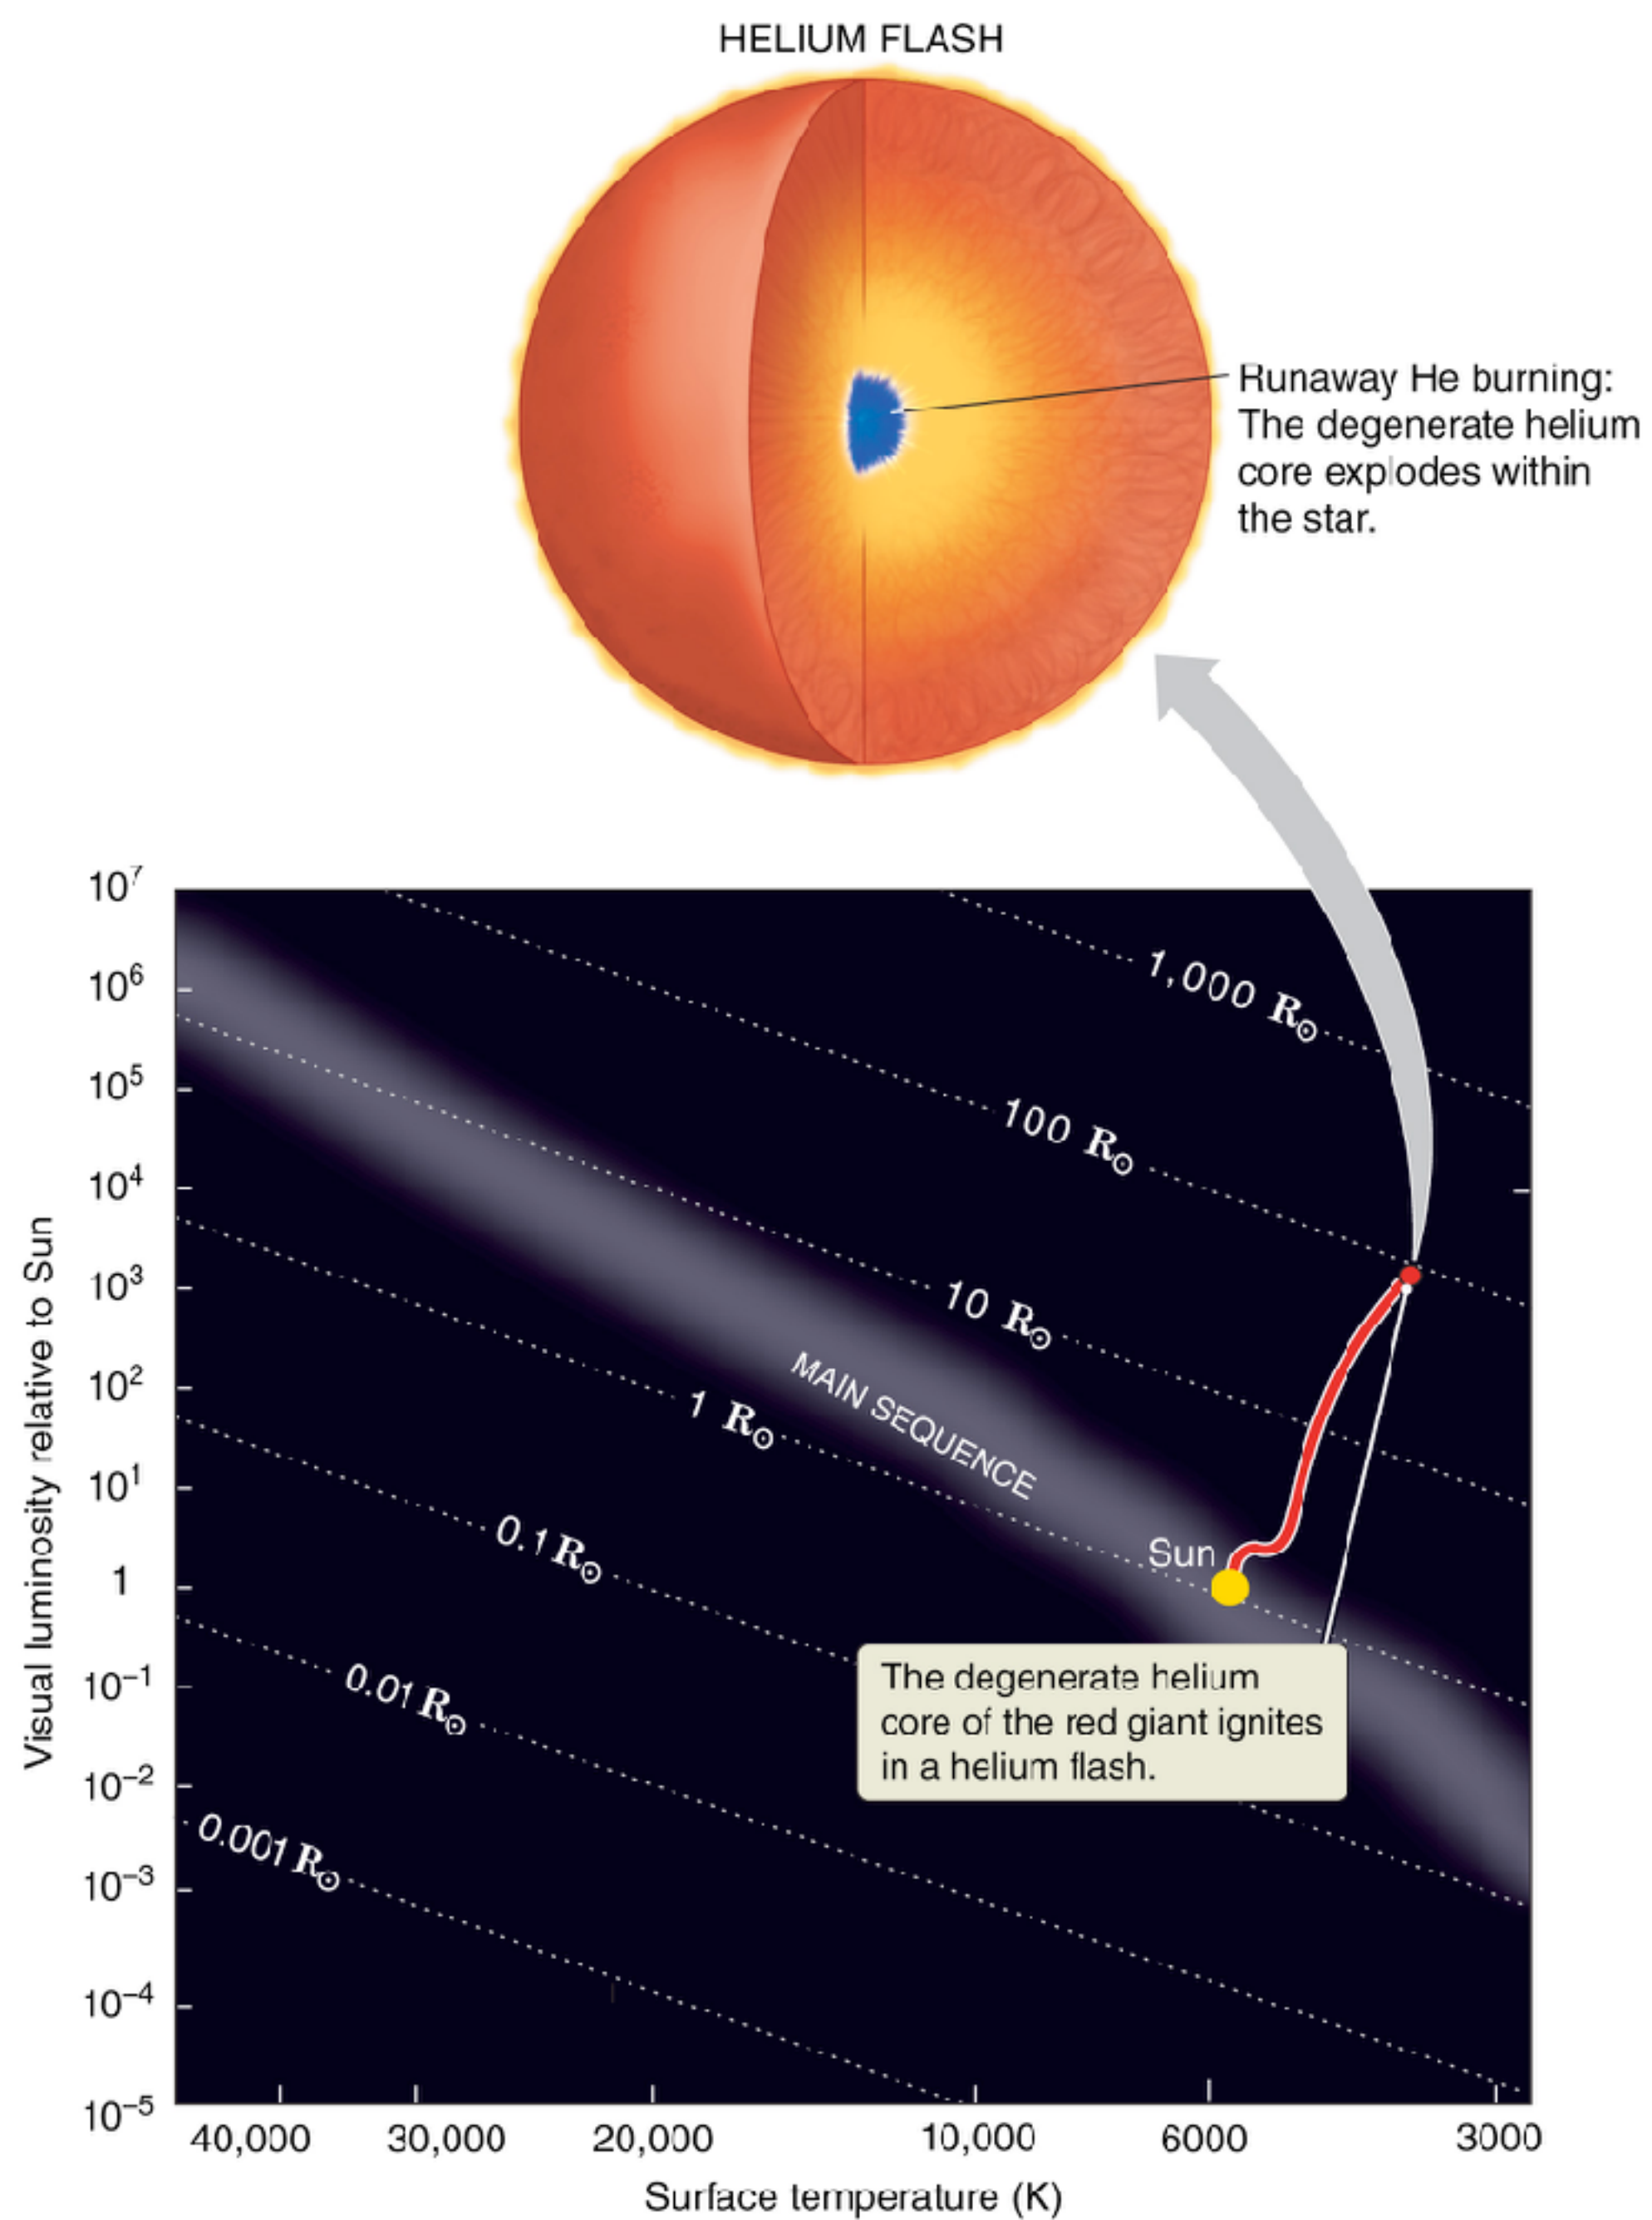 HELIUM FLASH
Runaway He burning:
The degenerate helium
core explodes within
the star.
10⁷
10⁶
10⁵
10⁴
10³
10²
10¹
1
10⁻¹
10⁻²
10⁻³
10⁻⁴
10⁻⁵
Visual luminosity relative to Sun
1,000 R⊙
100 R⊙
10 R⊙
MAIN SEQUENCE
1 R⊙
Sun
0.1 R⊙
0.01 R⊙
0.001 R⊙
The degenerate helium
core of the red giant ignites
in a helium flash.
40,000 30,000 20,000 10,000 6000 3000
Surface temperature (K)